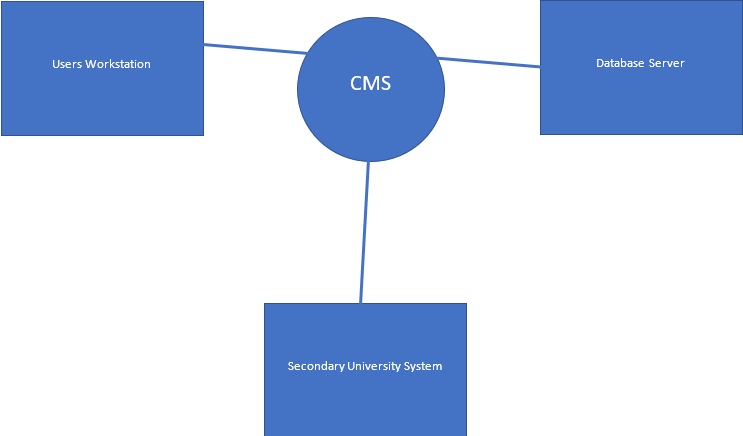 Users Workstation
CMS
Database Server
Secondary University System